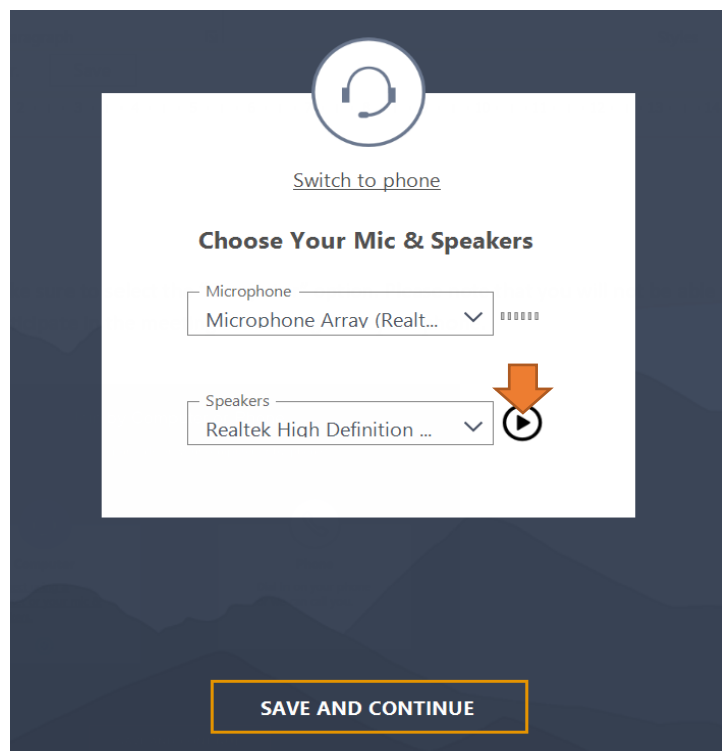 Switch to phone
Choose Your Mic & Speakers
Microphone
Microphone Array (Realt...
Speakers
Realtek High Definition ...
SAVE AND CONTINUE